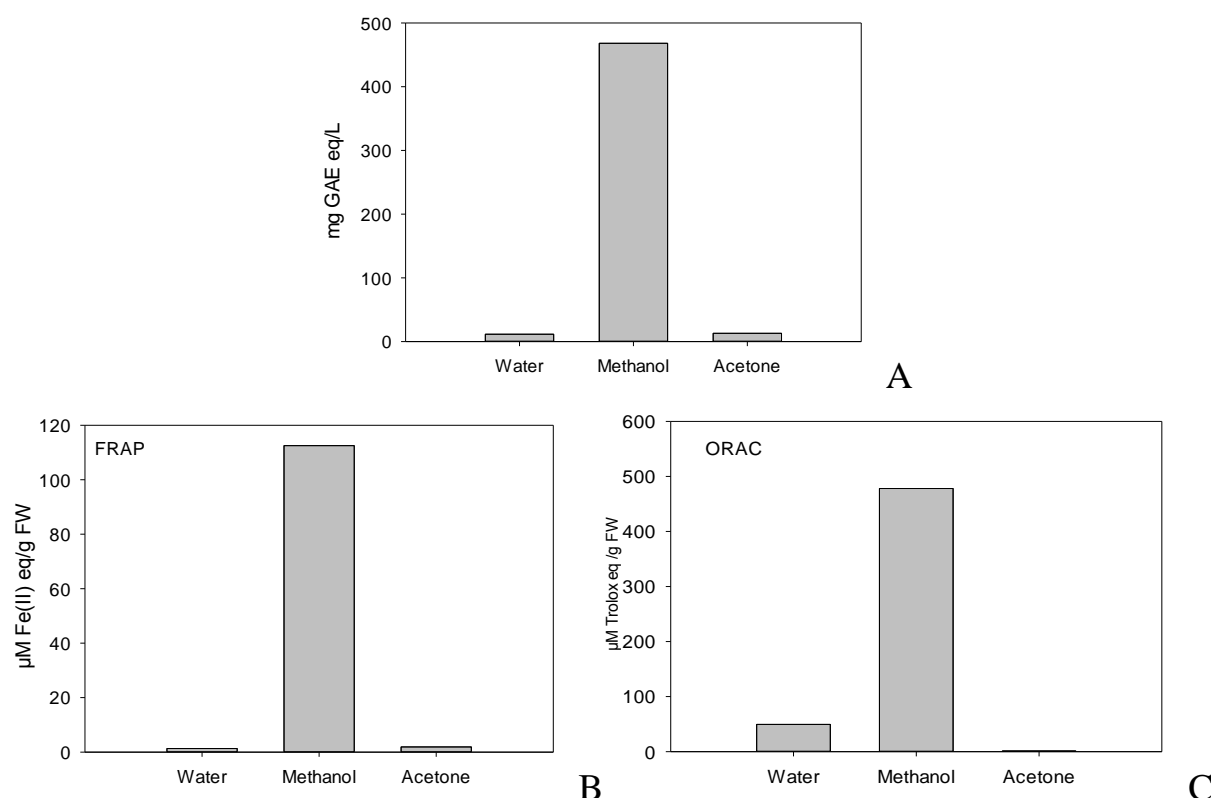 500
400
300
200
100
0
mg GAE eq/L
Water Methanol Acetone
A
120
100
80
60
40
20
0
µM Fe(II) eq/g FW
FRAP
Water Methanol Acetone
B
600
500
400
300
200
100
0
µM Trolox eq /g FW
ORAC
Water Methanol Acetone
C